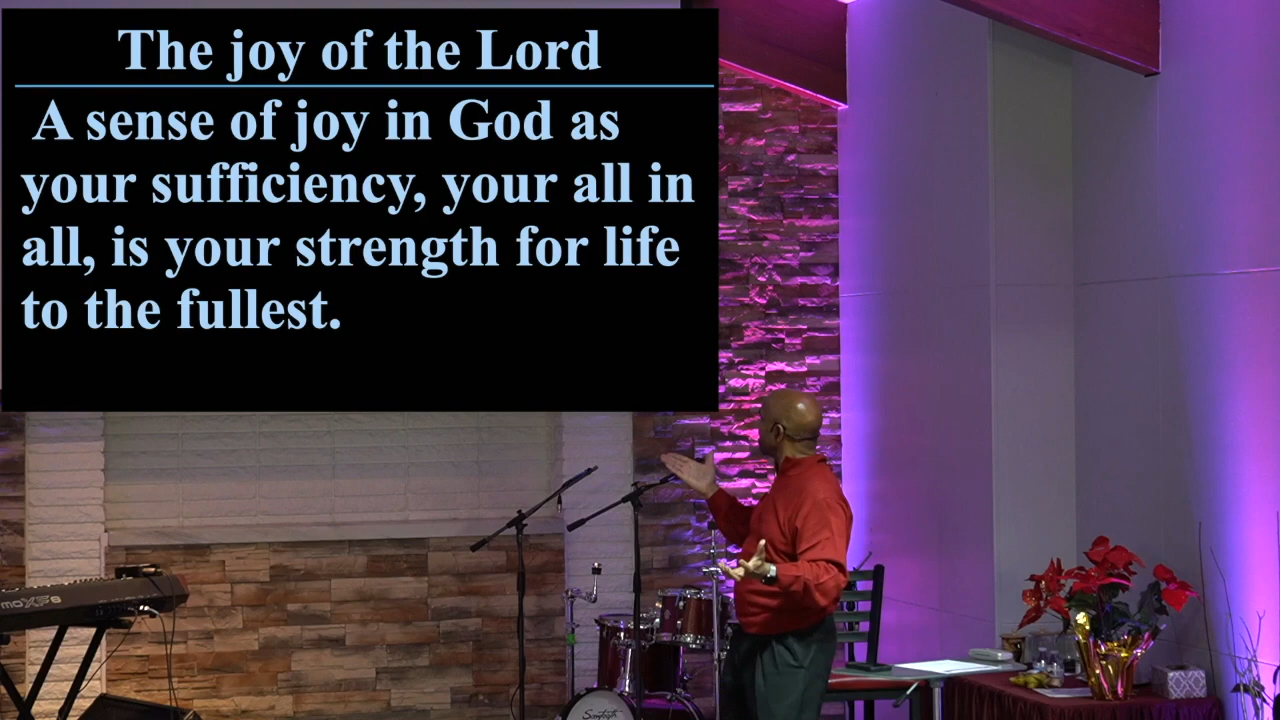 The joy of the Lord
A sense of joy in God as
your sufficiency, your all in
all, is your strength for life
to the fullest.
moXF8